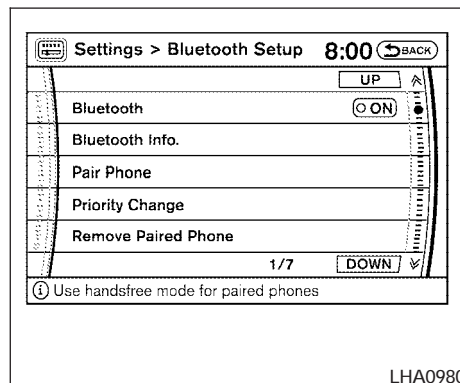 Settings > Bluetooth Setup 8:00 BACK
UP
Bluetooth ON
Bluetooth Info.
Pair Phone
Priority Change
Remove Paired Phone
1/7 DOWN
i Use handsfree mode for paired phones
LHA0980